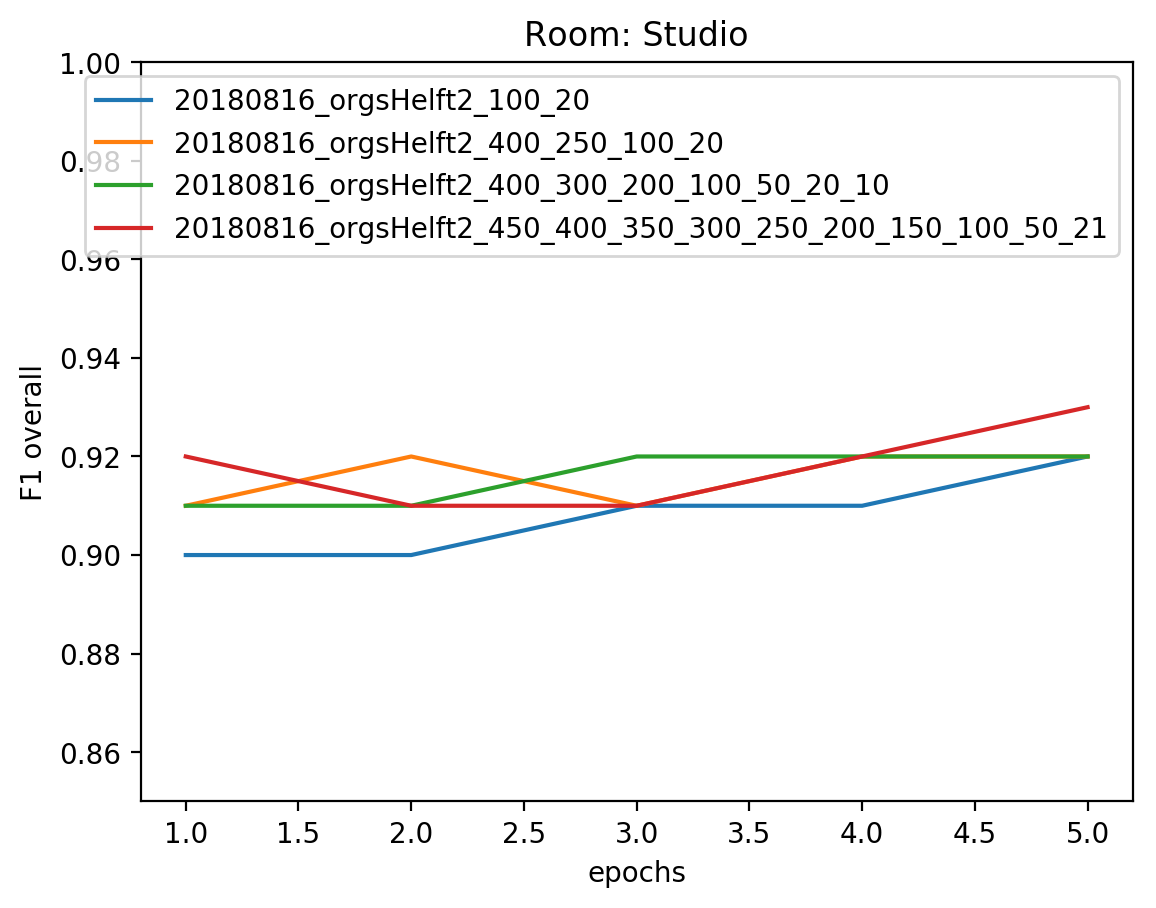 Room: Studio
1.00
20180816_orgsHelft2_100_20
20180816_orgsHelft2_400_250_100_20
0.98
20180816_orgsHelft2_400_300_200_100_50_20_10
20180816_orgsHelft2_450_400_350_300_250_200_150_100_50_21
0.96
0.94
F1 overall
0.92
0.90
0.88
0.86
1.0 1.5 2.0 2.5 3.0 3.5 4.0 4.5 5.0
epochs